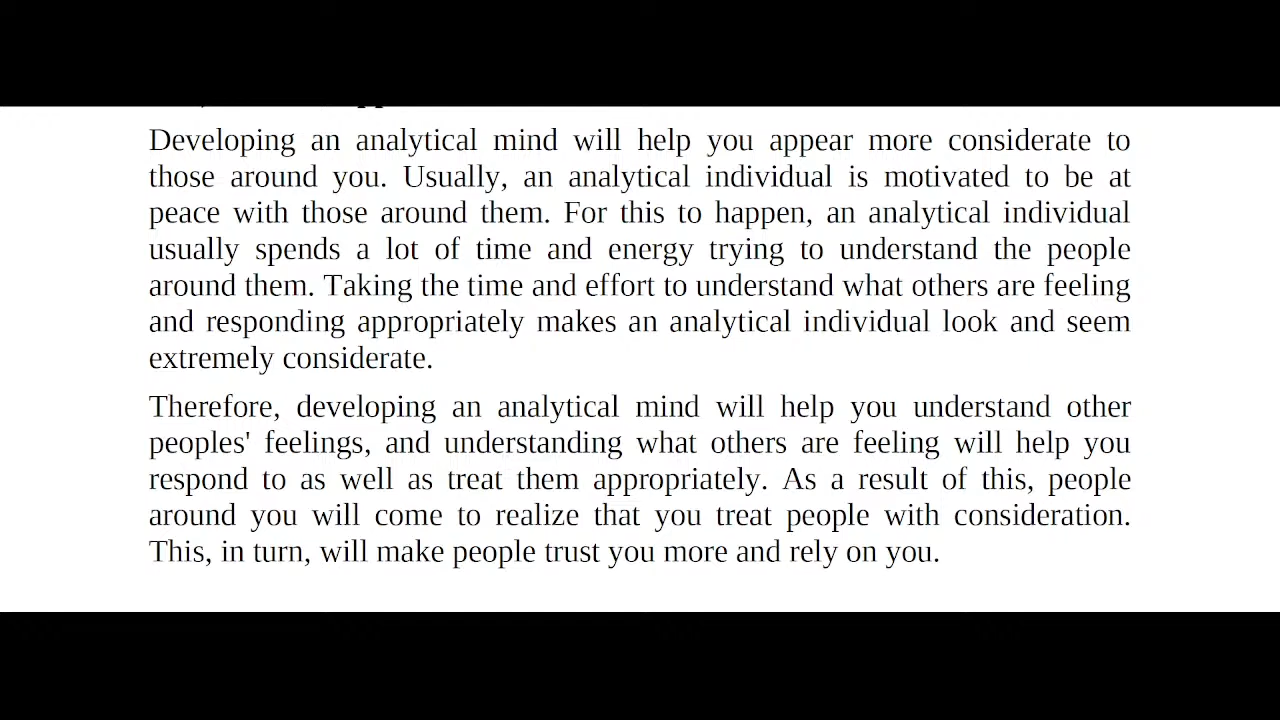 Developing an analytical mind will help you appear more considerate to
those around you. Usually, an analytical individual is motivated to be at
peace with those around them. For this to happen, an analytical individual
usually spends a lot of time and energy trying to understand the people
around them. Taking the time and effort to understand what others are feeling
and responding appropriately makes an analytical individual look and seem
extremely considerate.
Therefore, developing an analytical mind will help you understand other
peoples' feelings, and understanding what others are feeling will help you
respond to as well as treat them appropriately. As a result of this, people
around you will come to realize that you treat people with consideration.
This, in turn, will make people trust you more and rely on you.